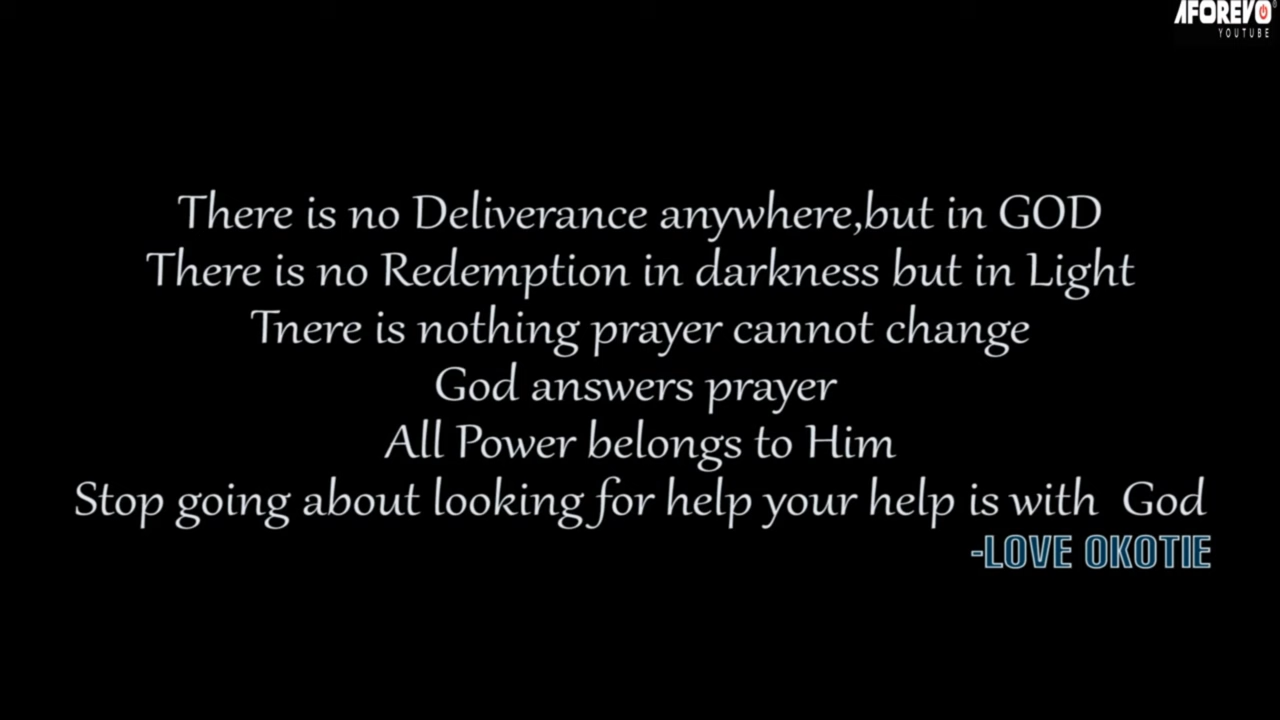 AFOREVO
YOUTUBE
There is no Deliverance anywhere,but in GOD
There is no Redemption in darkness but in Light
Tnere is nothing prayer cannot change
God answers prayer
All Power belongs to Him
Stop going about looking for help your help is with  God
-LOVE OKOTIE